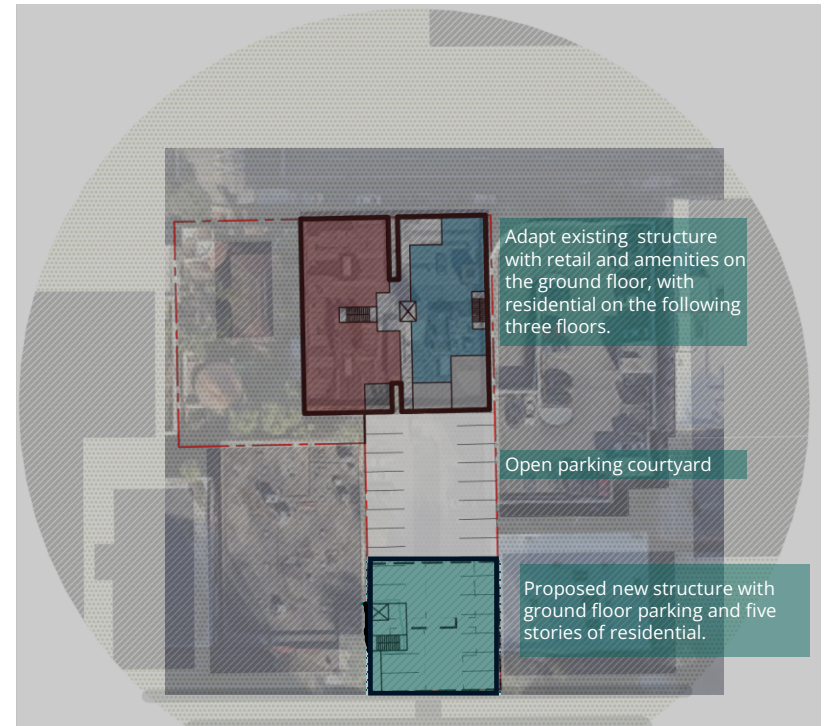 Adapt existing structure
with retail and amenities on
the ground floor, with
residential on the following
three floors.
Open parking courtyard
Proposed new structure with
ground floor parking and five
stories of residential.